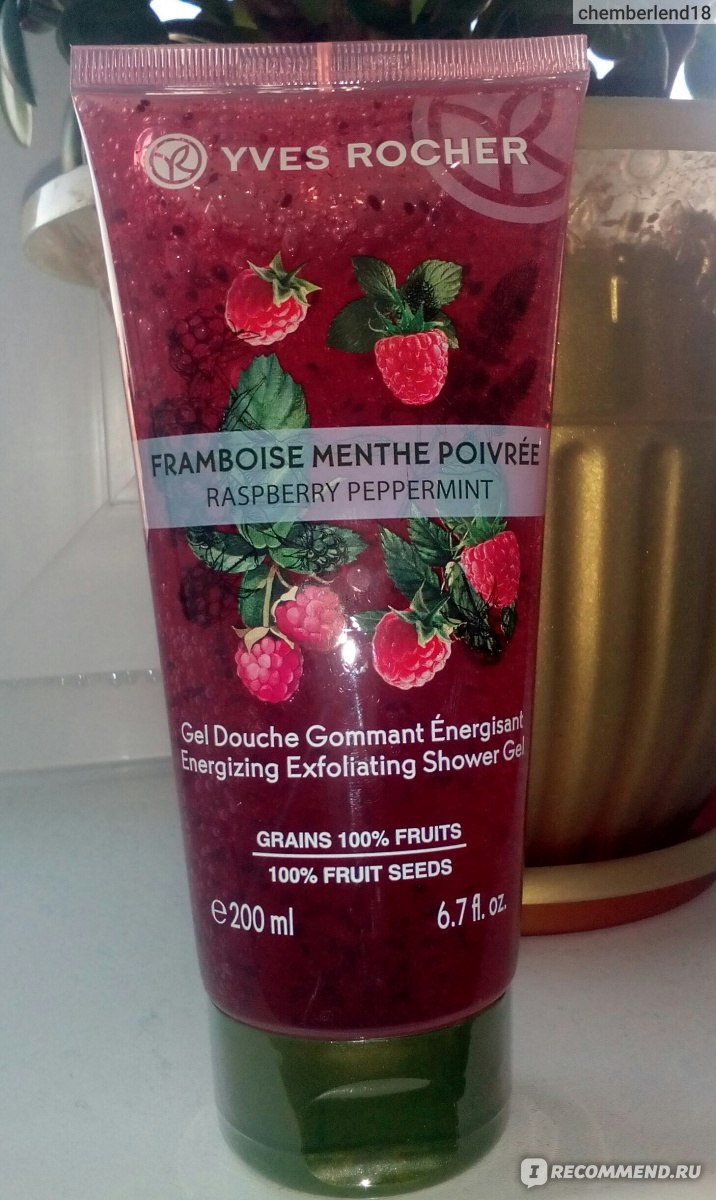 chemberlend18
YVES ROCHER
FRAMBOISE MENTHE POIVRÉE
RASPBERRY PEPPERMINT
Gel Douche Gommant Énergisant
Energizing Exfoliating Shower Gel
GRAINS 100% FRUITS
100% FRUIT SEEDS
℮200 ml 6.7 fl. oz.
IRECOMMEND.RU